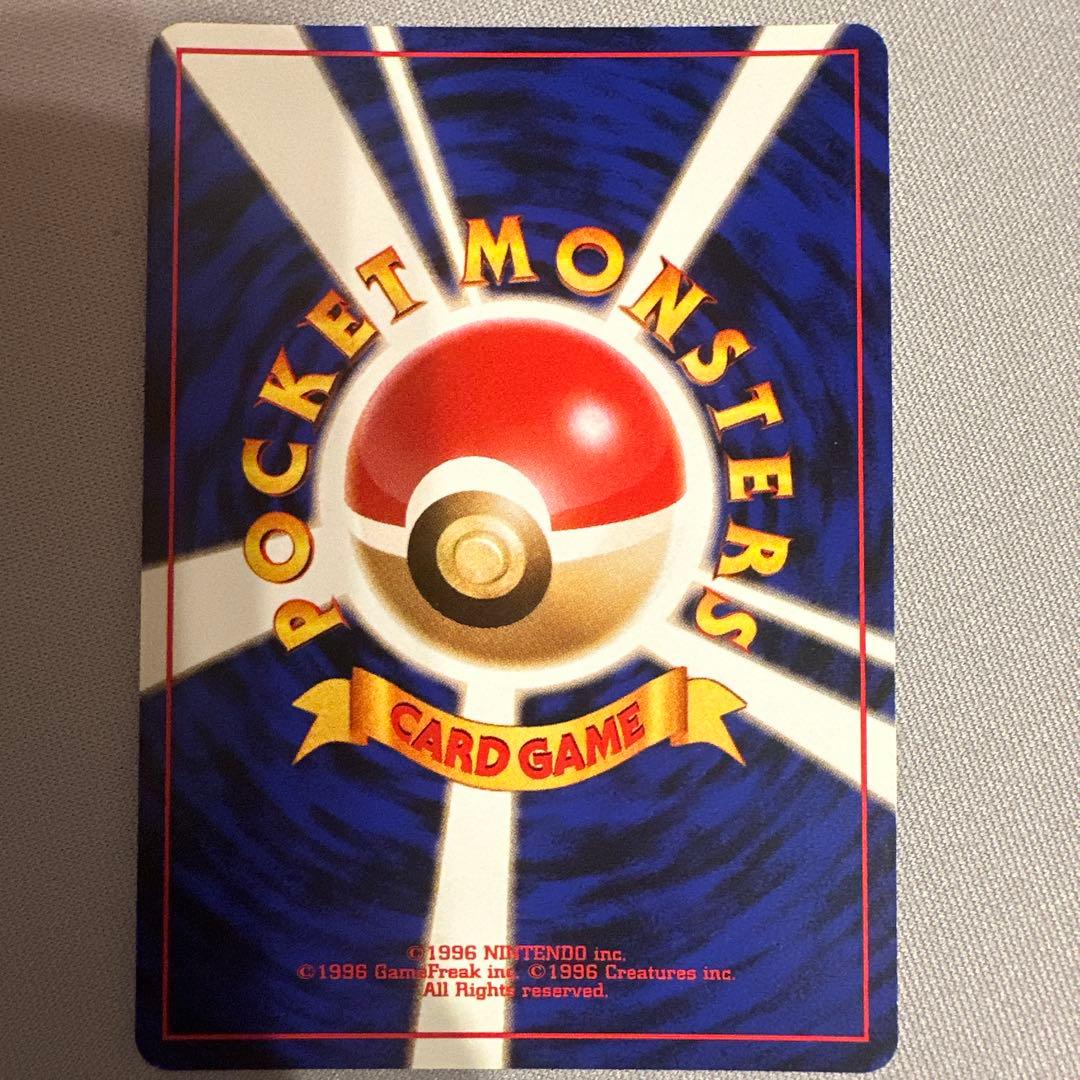 POCKET MONSTERS
CARD GAME
©1996 NINTENDO inc.
©1996 GameFreak inc. ©1996 Creatures inc.
All Rights reserved.